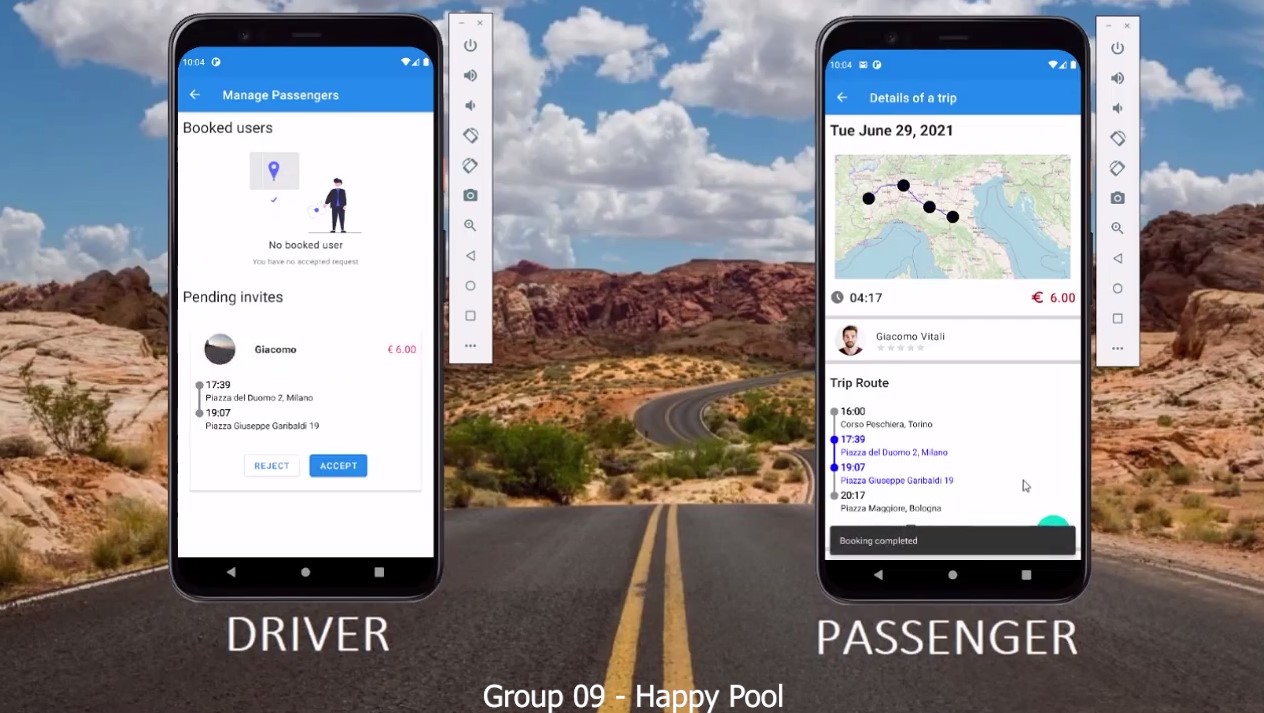 10:04
Manage Passengers
Booked users
No booked user
You have no accepted request
Pending invites
Giacomo
€ 6.00
17:39
Piazza del Duomo 2, Milano
19:07
Piazza Giuseppe Garibaldi 19
REJECT
ACCEPT
DRIVER
10:04
Details of a trip
Tue June 29, 2021
04:17
€ 6.00
Giacomo Vitali
Trip Route
16:00
Corso Peschiera, Torino
17:39
Piazza del Duomo 2, Milano
19:07
Piazza Giuseppe Garibaldi 19
20:17
Piazza Maggiore, Bologna
Booking completed
PASSENGER
Group 09 - Happy Pool